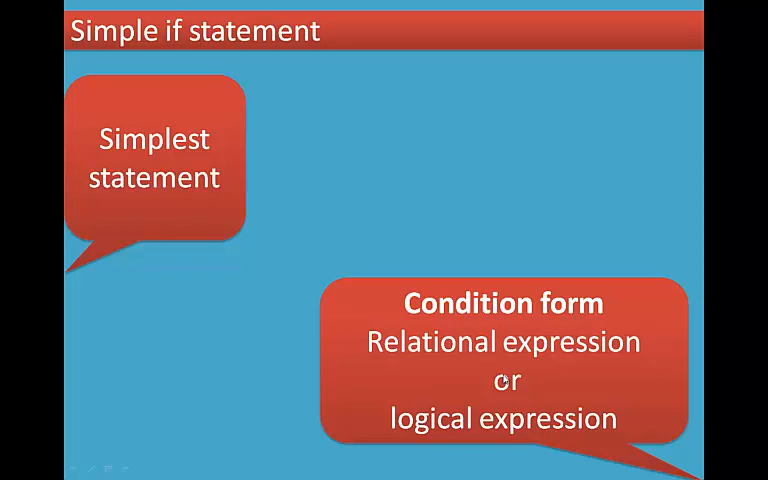 Simple if statement
Simplest
statement
Condition form
Relational expression
or
logical expression